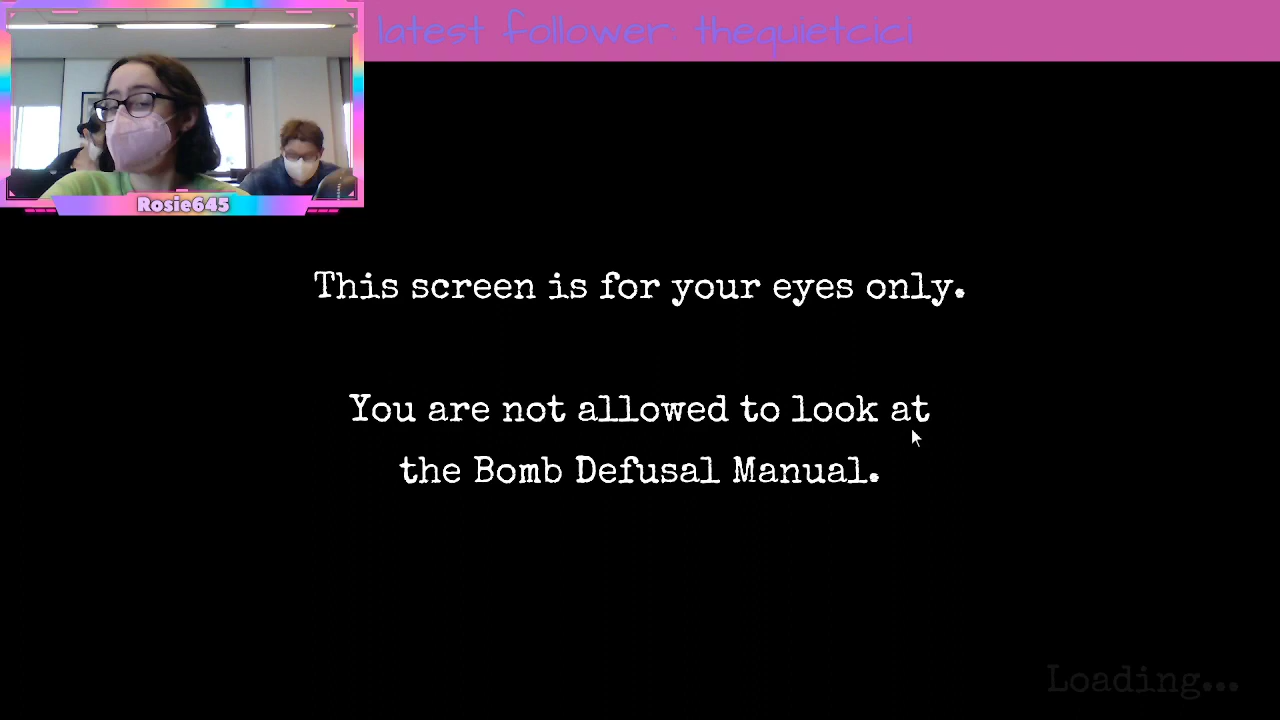 latest follower: thequietcici
Rosie645
This screen is for your eyes only.
You are not allowed to look at
the Bomb Defusal Manual.
Loading...